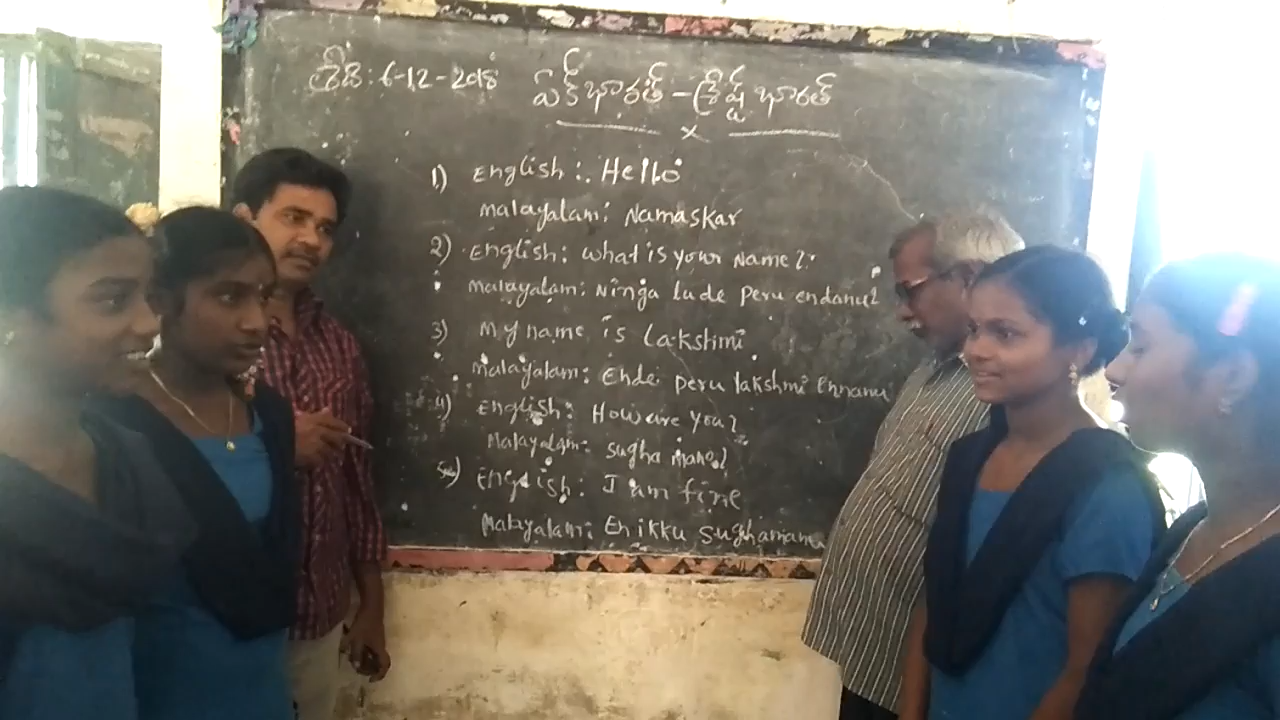 తేది: 6-12-2018 ఏక్ భారత్ - శ్రేష్ట భారత్
x
1) English:. Hello
Malayalam: Namaskar
2) English: What is your Name?
Malayalam: Ninga lude peru endanu?
3) My name is Lakshmi
Malayalam: Ende peru lakshmi Ennanu
4) English: How are you?
Malayalam: sugha mano?
5) English: I am fine
Malayalam: Enikku Sughamanu